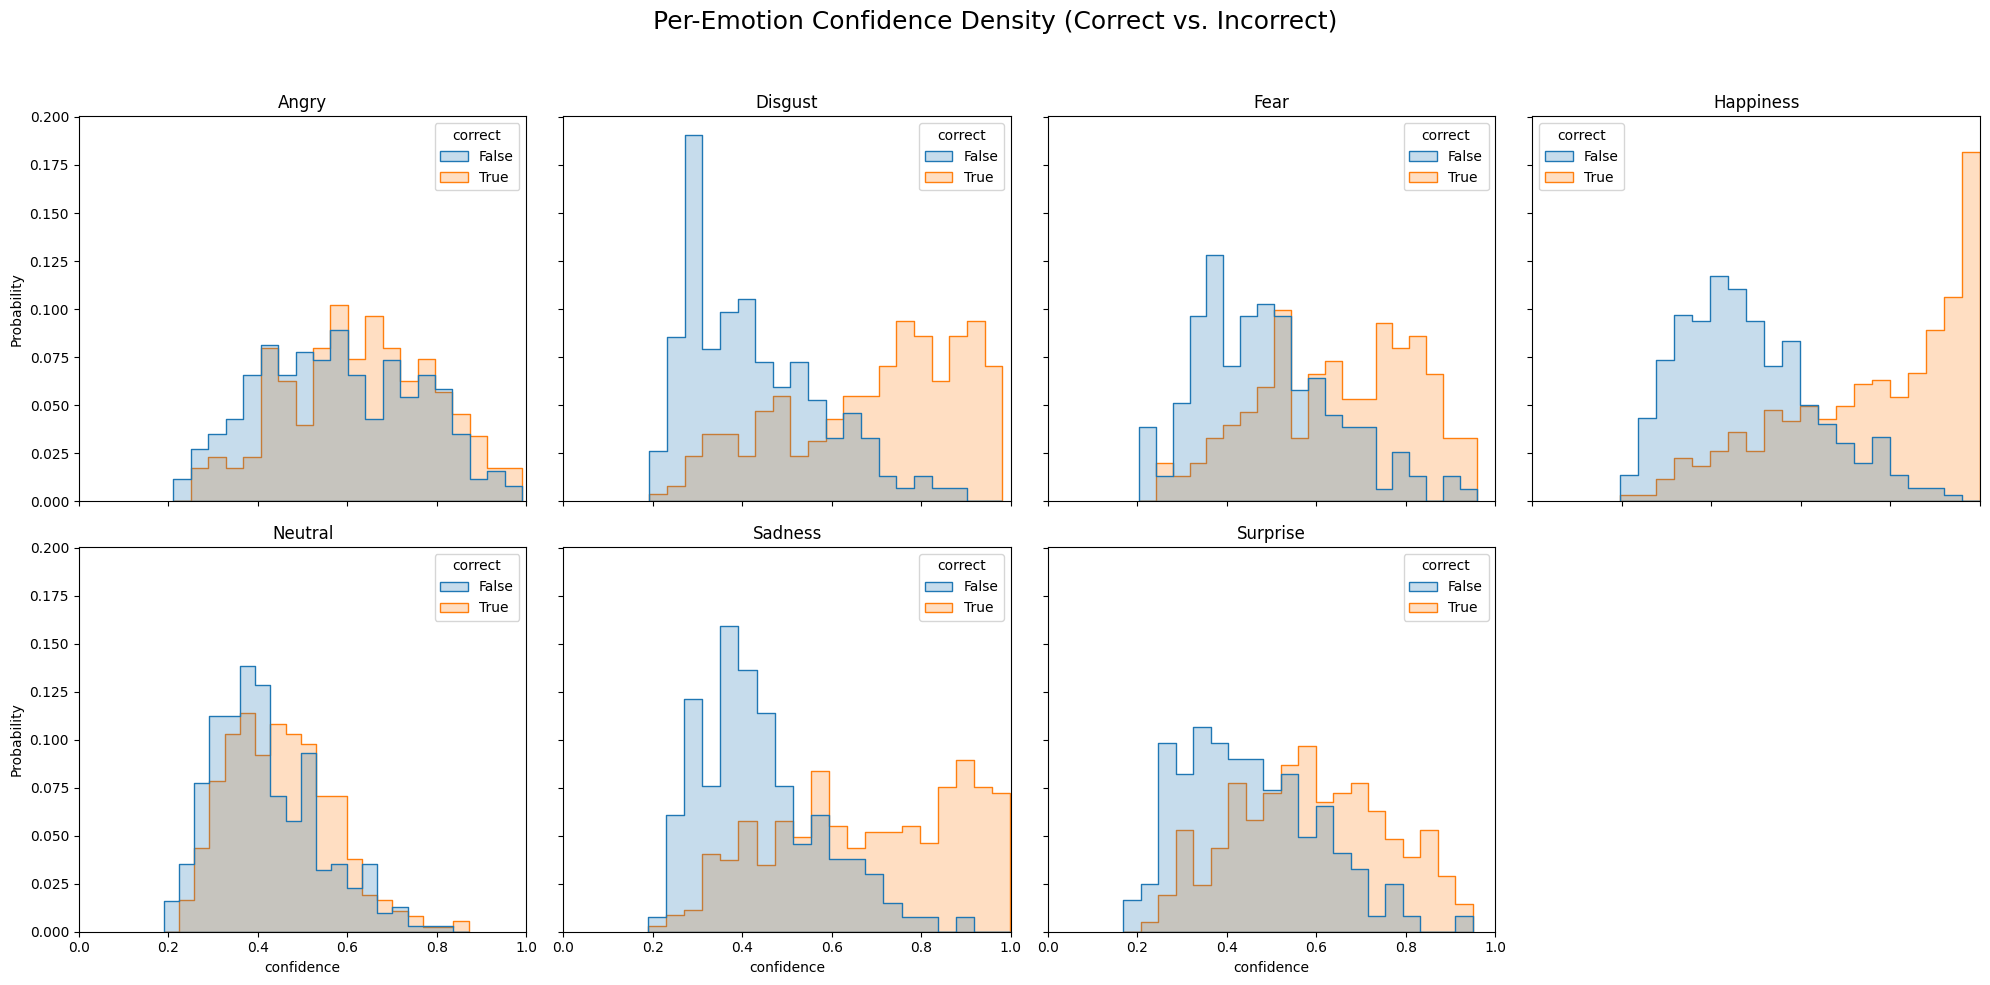 Per-Emotion Confidence Density (Correct vs. Incorrect)
Angry
Disgust
Fear
Happiness
0.200
0.175
0.150
0.125
0.100
0.075
0.050
0.025
0.000
Probability
correct
False
True
correct
False
True
correct
False
True
correct
False
True
Neutral
Sadness
Surprise
0.200
0.175
0.150
0.125
0.100
0.075
0.050
0.025
0.000
Probability
correct
False
True
correct
False
True
correct
False
True
0.0 0.2 0.4 0.6 0.8 1.0
0.0 0.2 0.4 0.6 0.8 1.0
0.0 0.2 0.4 0.6 0.8 1.0
confidence
confidence
confidence